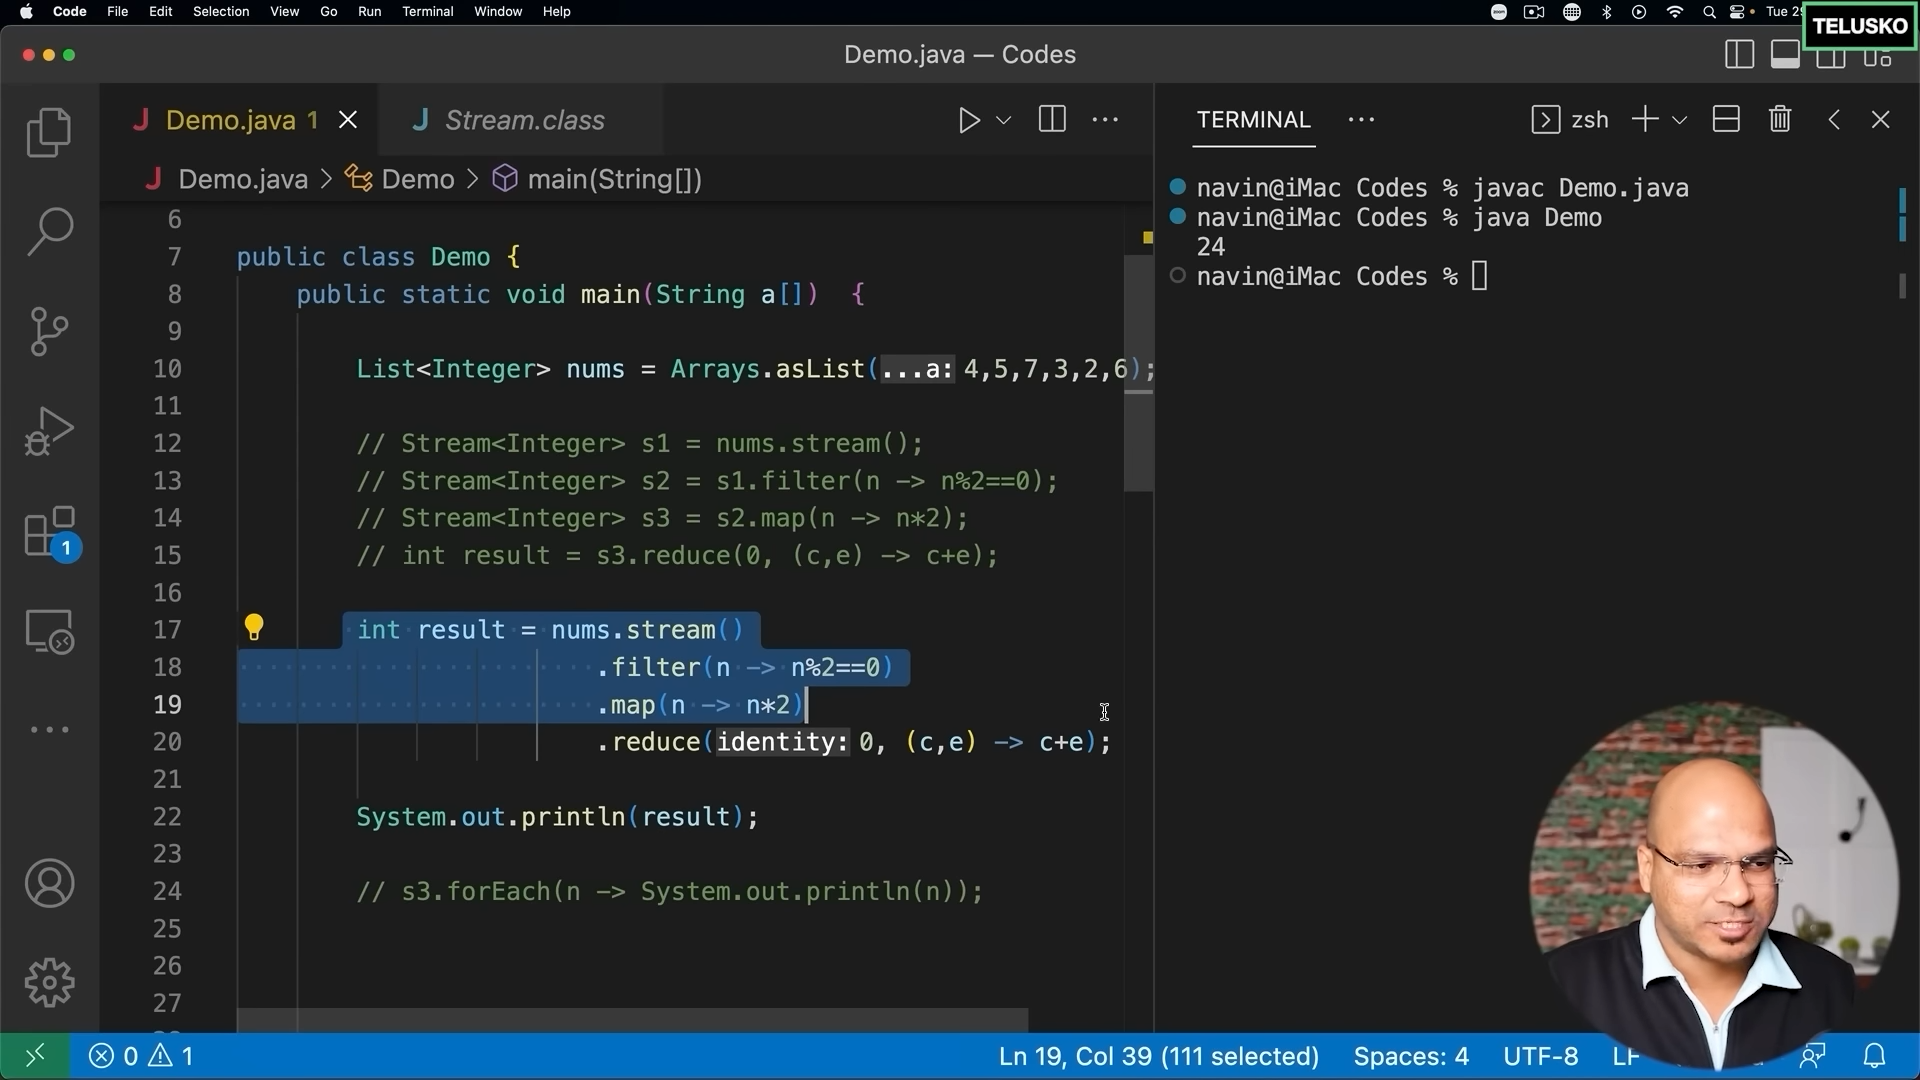 Code File Edit Selection View Go Run Terminal Window Help
zoom
Tue 2
TELUSKO
Demo.java — Codes
J Demo.java 1
J Stream.class
J Demo.java > Demo > main(String[])
6
7 public class Demo {
8 public static void main(String a[]) {
9
10 List<Integer> nums = Arrays.asList(...a: 4,5,7,3,2,6);
11
12 // Stream<Integer> s1 = nums.stream();
13 // Stream<Integer> s2 = s1.filter(n -> n%2==0);
14 // Stream<Integer> s3 = s2.map(n -> n*2);
15 // int result = s3.reduce(0, (c,e) -> c+e);
16
17 int result = nums.stream()
18 .filter(n -> n%2==0)
19 .map(n -> n*2)
20 .reduce(identity: 0, (c,e) -> c+e);
21
22 System.out.println(result);
23
24 // s3.forEach(n -> System.out.println(n));
25
26
27
TERMINAL
zsh
navin@iMac Codes % javac Demo.java
navin@iMac Codes % java Demo
24
navin@iMac Codes %
1
0 1
Ln 19, Col 39 (111 selected) Spaces: 4 UTF-8 LF